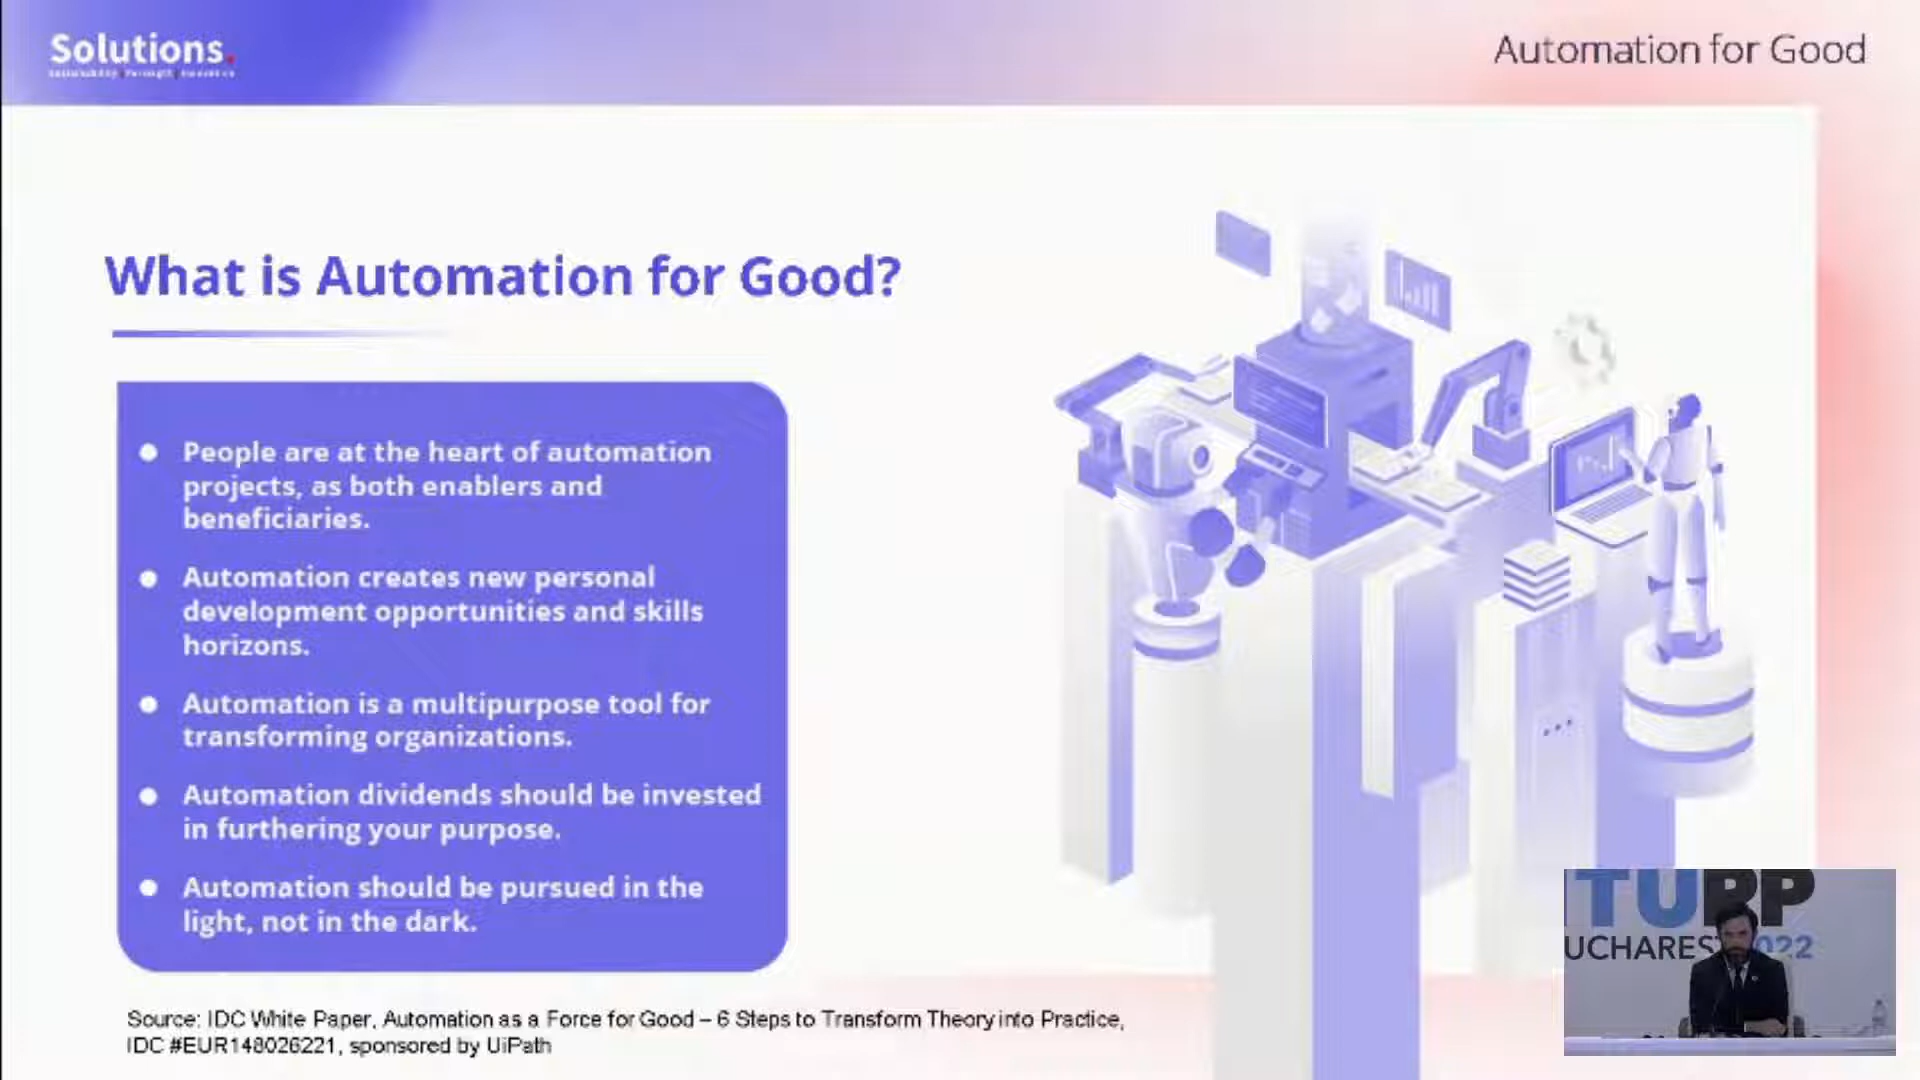 Solutions.
Automation for Good
What is Automation for Good?
● People are at the heart of automation
projects, as both enablers and
beneficiaries.
● Automation creates new personal
development opportunities and skills
horizons.
● Automation is a multipurpose tool for
transforming organizations.
● Automation dividends should be invested
in furthering your purpose.
● Automation should be pursued in the
light, not in the dark.
Source: IDC White Paper, Automation as a Force for Good – 6 Steps to Transform Theory into Practice,
IDC #EUR148026221, sponsored by UiPath
UCHARES 022